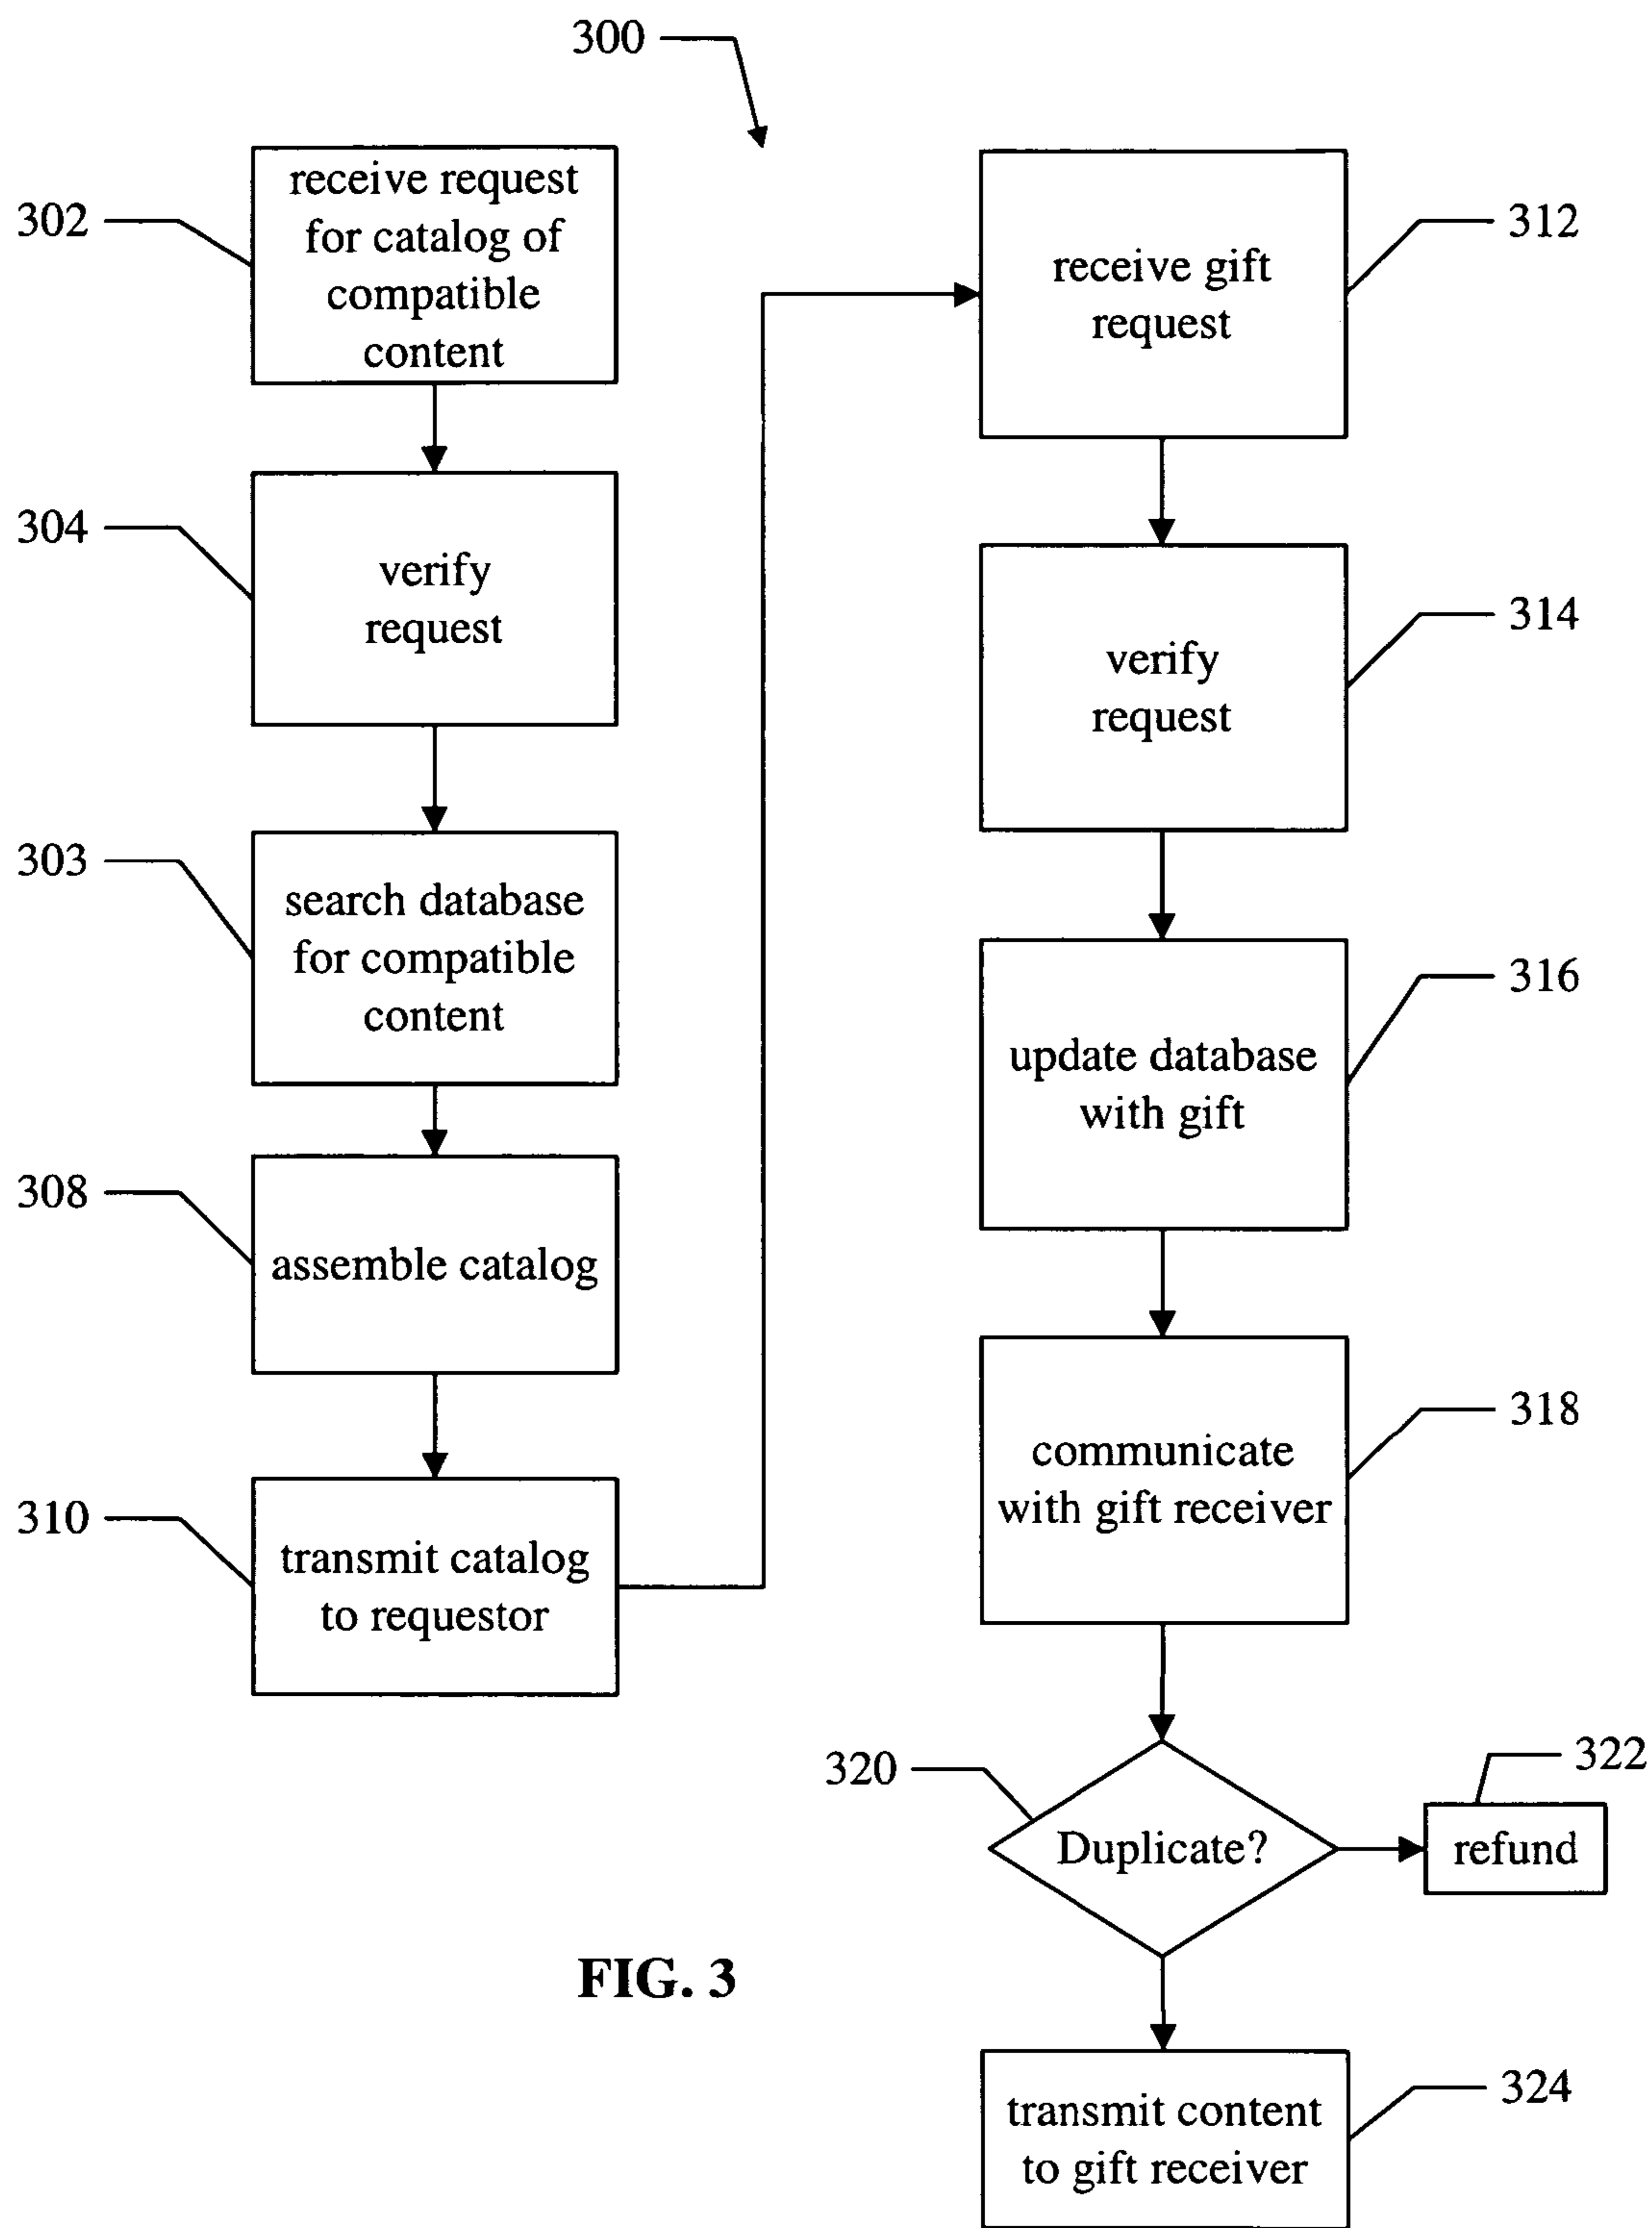 300
302
receive request
for catalog of
compatible
content
304
verify
request
303
search database
for compatible
content
308
assemble catalog
310
transmit catalog
to requestor
312
receive gift
request
314
verify
request
316
update database
with gift
318
communicate
with gift receiver
320
Duplicate?
322
refund
324
transmit content
to gift receiver
FIG. 3